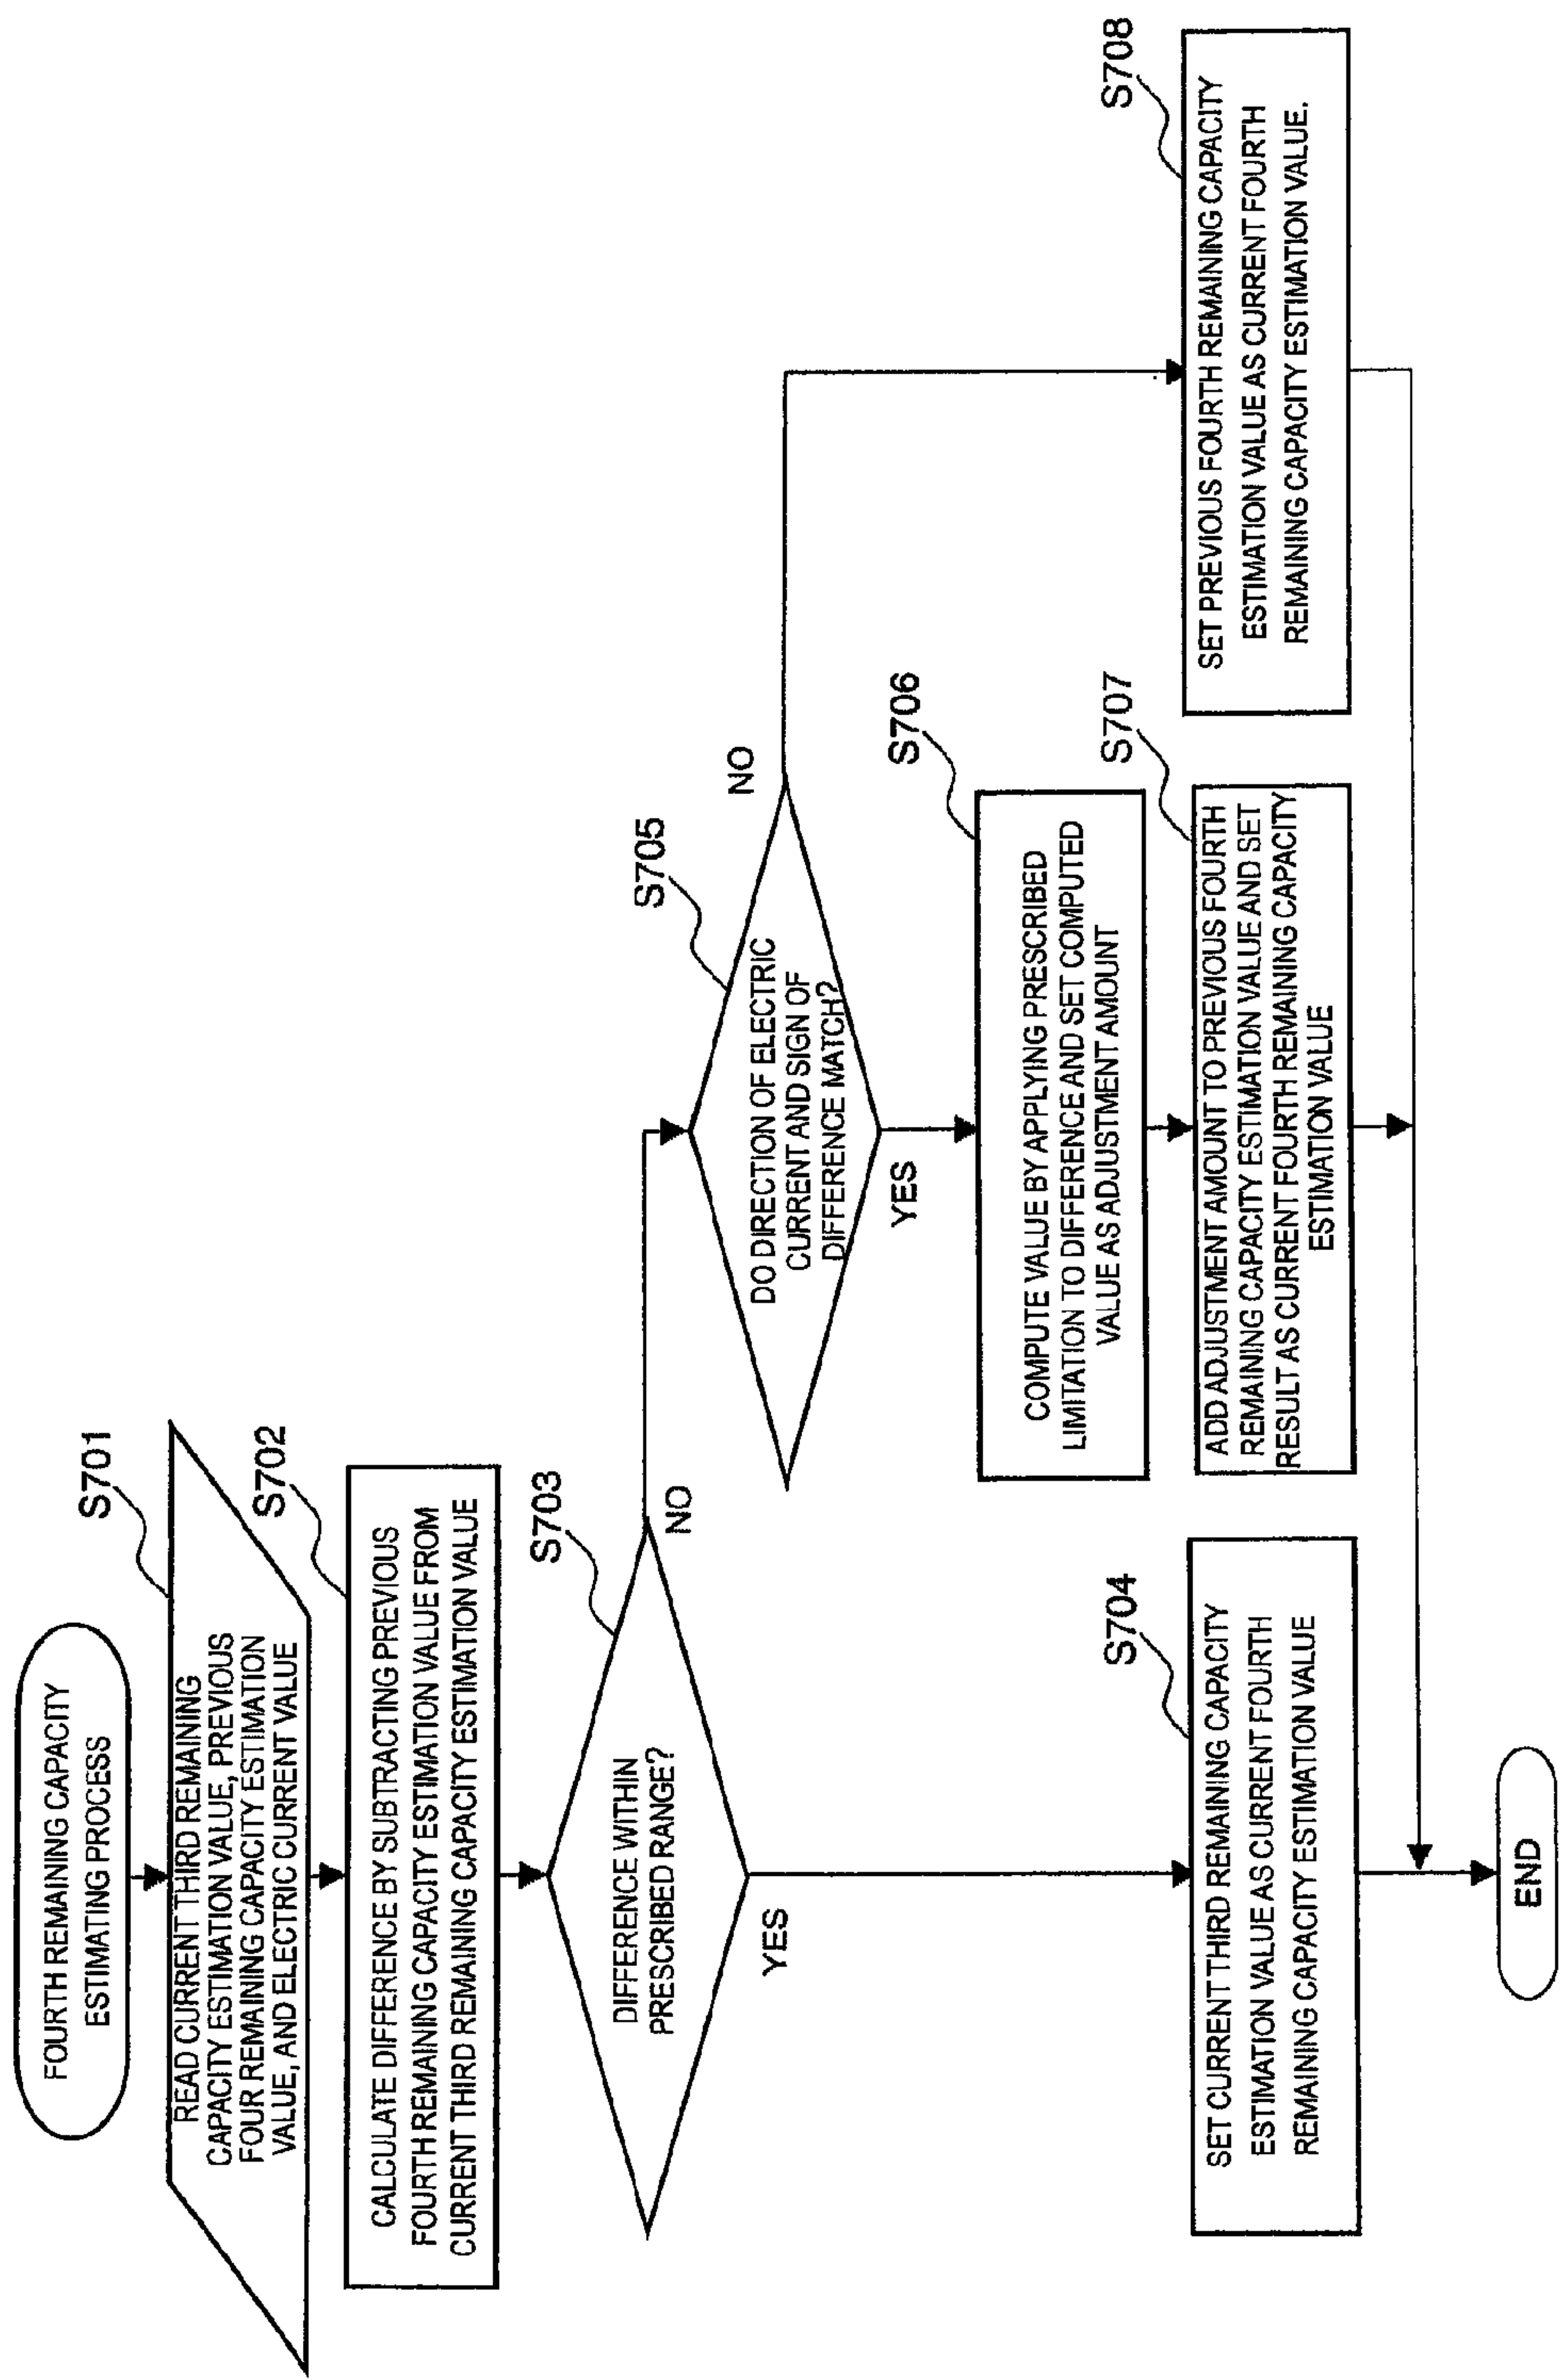 FOURTH REMAINING CAPACITY
ESTIMATING PROCESS
S701
READ CURRENT THIRD REMAINING
CAPACITY ESTIMATION VALUE, PREVIOUS
FOUR REMAINING CAPACITY ESTIMATION
VALUE, AND ELECTRIC CURRENT VALUE
S702
CALCULATE DIFFERENCE BY SUBTRACTING PREVIOUS
FOURTH REMAINING CAPACITY ESTIMATION VALUE FROM
CURRENT THIRD REMAINING CAPACITY ESTIMATION VALUE
S703
DIFFERENCE WITHIN
PRESCRIBED RANGE?
NO
YES
S704
SET CURRENT THIRD REMAINING CAPACITY
ESTIMATION VALUE AS CURRENT FOURTH
REMAINING CAPACITY ESTIMATION VALUE
S705
DO DIRECTION OF ELECTRIC
CURRENT AND SIGN OF
DIFFERENCE MATCH?
NO
YES
S706
COMPUTE VALUE BY APPLYING PRESCRIBED
LIMITATION TO DIFFERENCE AND SET COMPUTED
VALUE AS ADJUSTMENT AMOUNT
S707
ADD ADJUSTMENT AMOUNT TO PREVIOUS FOURTH
REMAINING CAPACITY ESTIMATION VALUE AND SET
RESULT AS CURRENT FOURTH REMAINING CAPACITY
ESTIMATION VALUE
S708
SET PREVIOUS FOURTH REMAINING CAPACITY
ESTIMATION VALUE AS CURRENT FOURTH
REMAINING CAPACITY ESTIMATION VALUE.
END